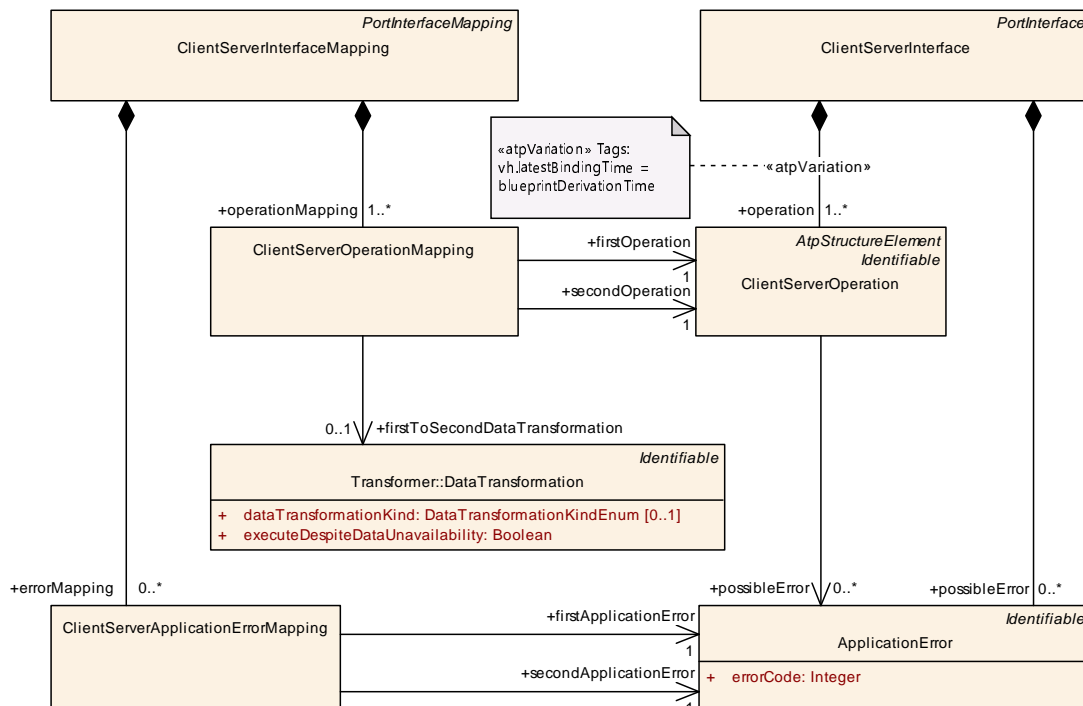 PortInterfaceMapping
ClientServerInterfaceMapping
PortInterface
ClientServerInterface
«atpVariation» Tags:
vh.latestBindingTime =
blueprintDerivationTime
«atpVariation»
+operationMapping 1..*
+operation 1..*
ClientServerOperationMapping
+firstOperation
1
+secondOperation
1
AtpStructureElement
Identifiable
ClientServerOperation
0..1 +firstToSecondDataTransformation
Identifiable
Transformer::DataTransformation
+ dataTransformationKind: DataTransformationKindEnum [0..1]
+ executeDespiteDataUnavailability: Boolean
+errorMapping 0..*
+possibleError 0..*
+possibleError 0..*
ClientServerApplicationErrorMapping
+firstApplicationError
1
+secondApplicationError
1
Identifiable
ApplicationError
+ errorCode: Integer